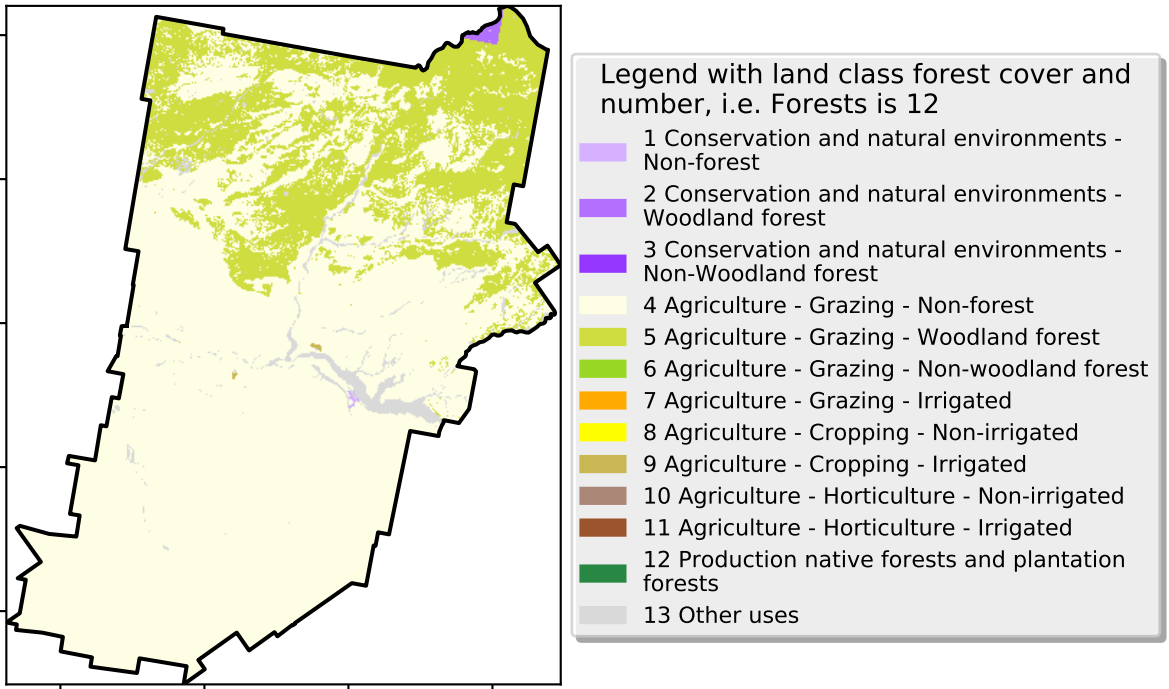 Legend with land class forest cover and
number, i.e. Forests is 12
1 Conservation and natural environments -
Non-forest
2 Conservation and natural environments -
Woodland forest
3 Conservation and natural environments -
Non-Woodland forest
4 Agriculture - Grazing - Non-forest
5 Agriculture - Grazing - Woodland forest
6 Agriculture - Grazing - Non-woodland forest
7 Agriculture - Grazing - Irrigated
8 Agriculture - Cropping - Non-irrigated
9 Agriculture - Cropping - Irrigated
10 Agriculture - Horticulture - Non-irrigated
11 Agriculture - Horticulture - Irrigated
12 Production native forests and plantation
forests
13 Other uses